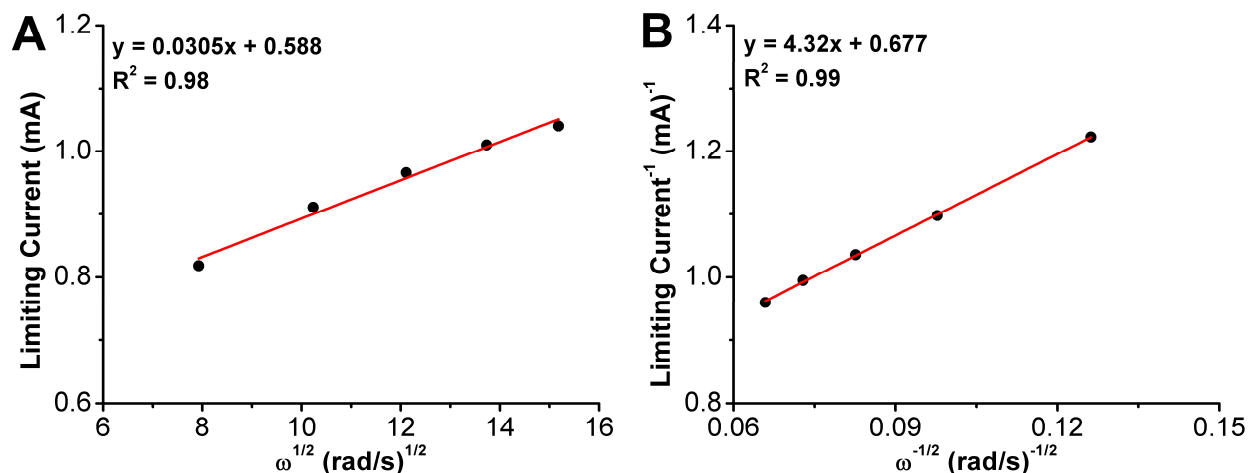 A
y = 0.0305x + 0.588
R² = 0.98
Limiting Current (mA)
1.2
1.0
0.8
0.6
8
10
12
14
16
ω^1/2 (rad/s)^1/2
B
y = 4.32x + 0.677
R² = 0.99
Limiting Current^-1 (mA)^-1
1.4
1.2
1.0
0.8
0.06
0.09
0.12
0.15
ω^-1/2 (rad/s)^-1/2